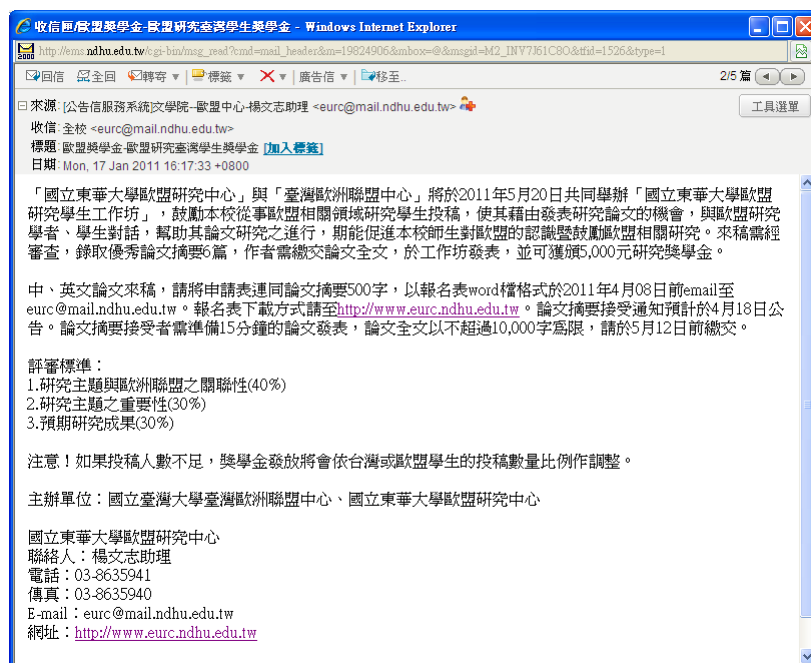 收信匣/歐盟獎學金-歐盟研究臺灣學生獎學金 - Windows Internet Explorer
http://ems.ndhu.edu.tw/cgi-bin/msg_read?cmd=mail_header&m=19824906&mbox=@&msgid=M2_INV7J61C8O&tfid=1526&type=1
回信 全回 轉寄 ▼ 標籤 ▼ ▼ 廣告信 ▼ 移至..
2/5 篇
來源: [公告信服務系統]文學院--歐盟中心-楊文志助理 <eurc@mail.ndhu.edu.tw>
工具選單
收信: 全校 <eurc@mail.ndhu.edu.tw>
標題: 歐盟獎學金-歐盟研究臺灣學生獎學金 [加入標籤]
日期: Mon, 17 Jan 2011 16:17:33 +0800
「國立東華大學歐盟研究中心」與「臺灣歐洲聯盟中心」將於2011年5月20日共同舉辦「國立東華大學歐盟
研究學生工作坊」，鼓勵本校從事歐盟相關領域研究學生投稿，使其藉由發表研究論文的機會，與歐盟研究
學者、學生對話，幫助其論文研究之進行，期能促進本校師生對歐盟的認識暨鼓勵歐盟相關研究。來稿需經
審查，錄取優秀論文摘要6篇，作者需繳交論文全文，於工作坊發表，並可獲頒5,000元研究獎學金。
中、英文論文來稿，請將申請表連同論文摘要500字，以報名表word檔格式於2011年4月08日前email至
eurc@mail.ndhu.edu.tw。報名表下載方式請至http://www.eurc.ndhu.edu.tw。論文摘要接受通知預計於4月18日公
告。論文摘要接受者需準備15分鐘的論文發表，論文全文以不超過10,000字為限，請於5月12日前繳交。
評審標準：
1.研究主題與歐洲聯盟之關聯性(40%)
2.研究主題之重要性(30%)
3.預期研究成果(30%)
注意！如果投稿人數不足，獎學金發放將會依台灣或歐盟學生的投稿數量比例作調整。
主辦單位：國立臺灣大學臺灣歐洲聯盟中心、國立東華大學歐盟研究中心
國立東華大學歐盟研究中心
聯絡人：楊文志助理
電話：03-8635941
傳真：03-8635940
E-mail：eurc@mail.ndhu.edu.tw
網址：http://www.eurc.ndhu.edu.tw